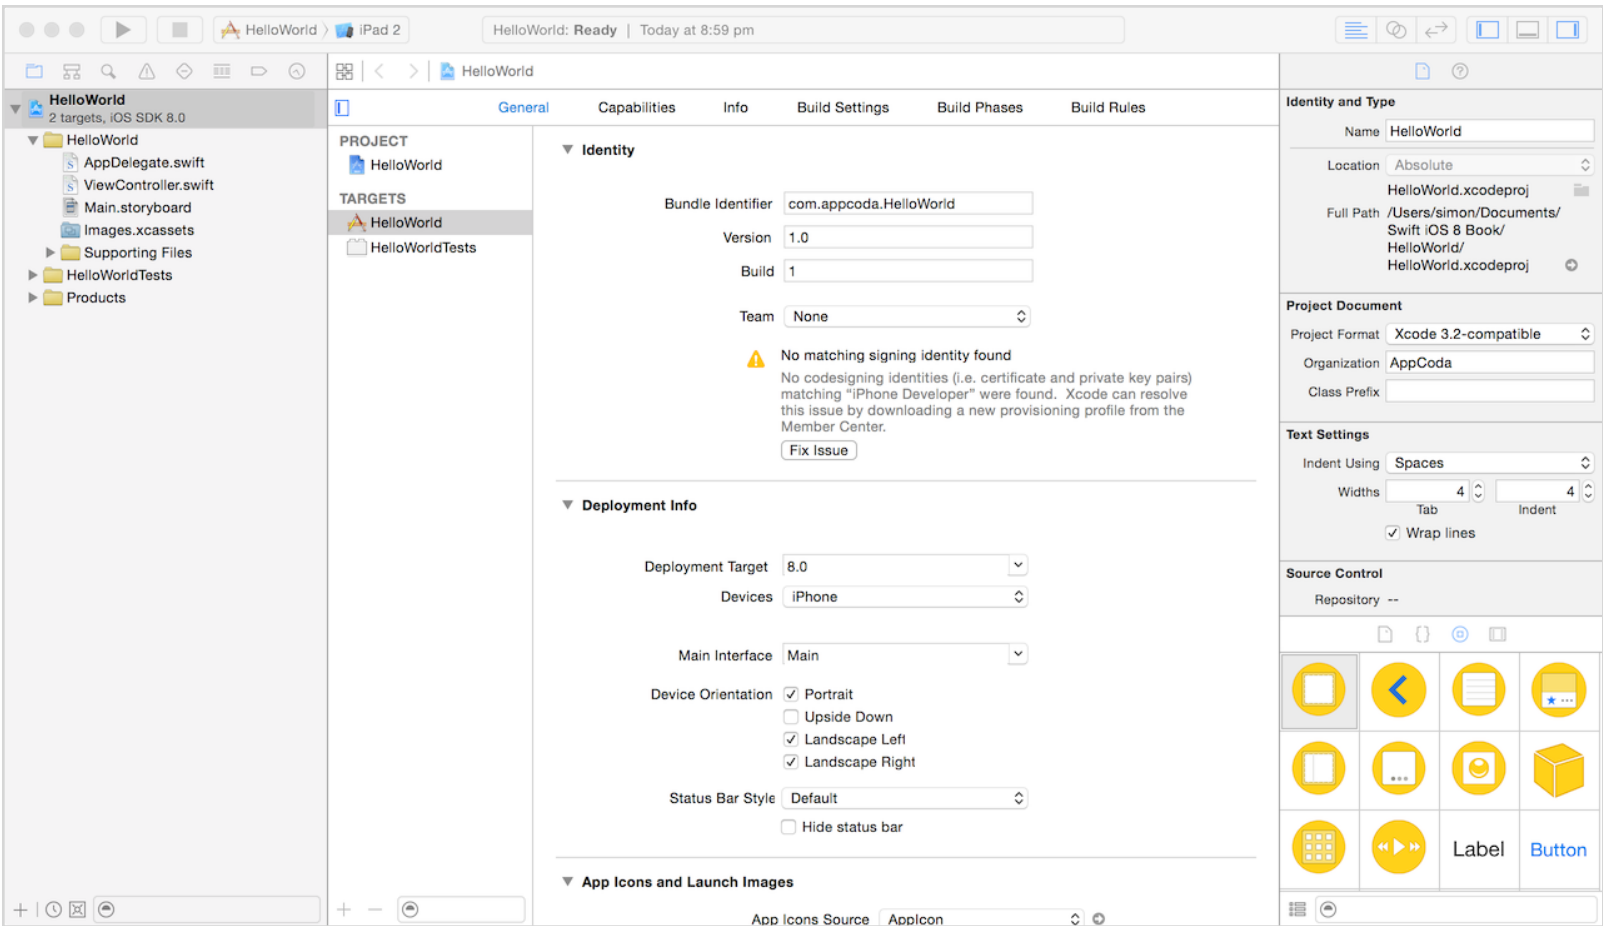 HelloWorld › iPad 2
HelloWorld: Ready | Today at 8:59 pm
HelloWorld
2 targets, iOS SDK 8.0
HelloWorld
AppDelegate.swift
ViewController.swift
Main.storyboard
Images.xcassets
Supporting Files
HelloWorldTests
Products
HelloWorld
General Capabilities Info Build Settings Build Phases Build Rules
PROJECT
HelloWorld
TARGETS
HelloWorld
HelloWorldTests
Identity
Bundle Identifier com.appcoda.HelloWorld
Version 1.0
Build 1
Team None
No matching signing identity found
No codesigning identities (i.e. certificate and private key pairs)
matching “iPhone Developer” were found. Xcode can resolve
this issue by downloading a new provisioning profile from the
Member Center.
Fix Issue
Deployment Info
Deployment Target 8.0
Devices iPhone
Main Interface Main
Device Orientation Portrait
Upside Down
Landscape Left
Landscape Right
Status Bar Style Default
Hide status bar
App Icons and Launch Images
App Icons Source AppIcon
Identity and Type
Name HelloWorld
Location Absolute
HelloWorld.xcodeproj
Full Path /Users/simon/Documents/
Swift iOS 8 Book/
HelloWorld/
HelloWorld.xcodeproj
Project Document
Project Format Xcode 3.2-compatible
Organization AppCoda
Class Prefix
Text Settings
Indent Using Spaces
Widths 4 4
Tab Indent
Wrap lines
Source Control
Repository --
Label Button